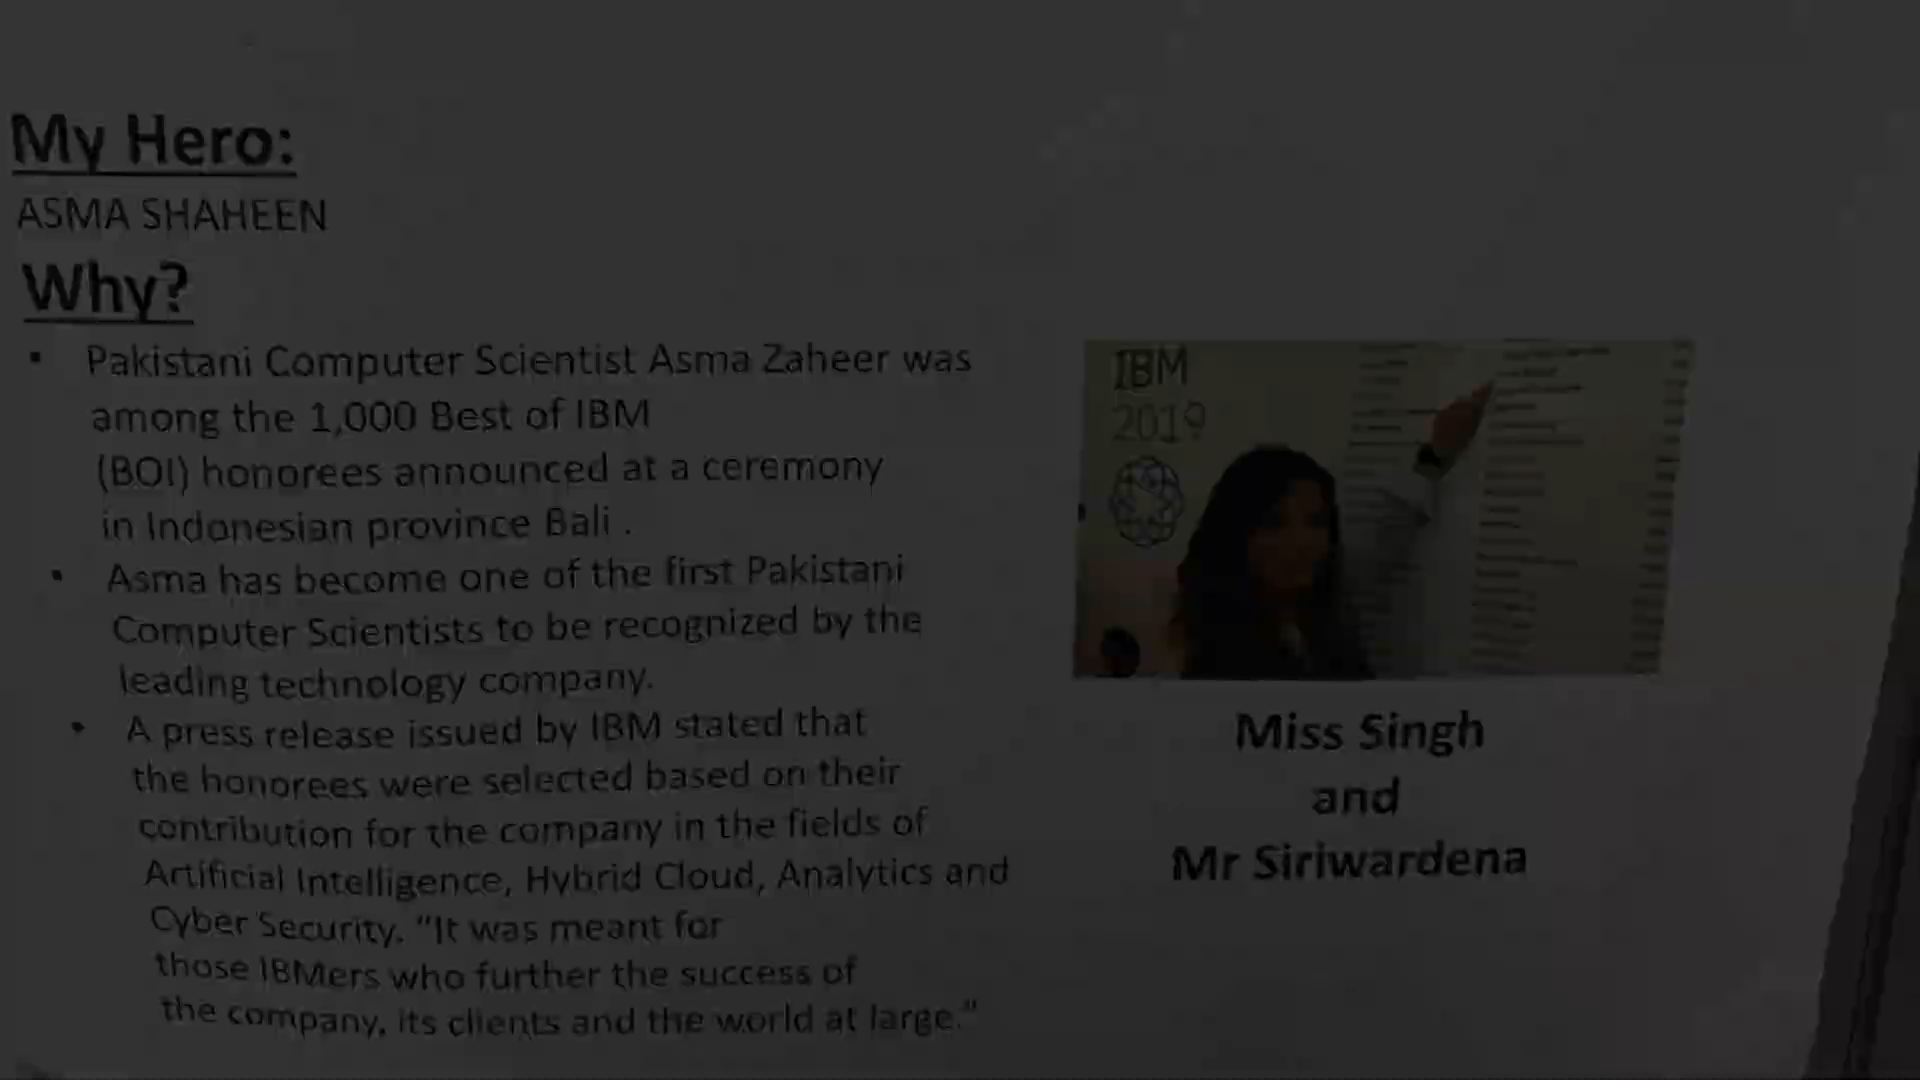 My Hero:
ASMA SHAHEEN
Why?
• Pakistani Computer Scientist Asma Zaheer was
among the 1,000 Best of IBM
(BOI) honorees announced at a ceremony
in Indonesian province Bali .
• Asma has become one of the first Pakistani
Computer Scientists to be recognized by the
leading technology company.
• A press release issued by IBM stated that
the honorees were selected based on their
contribution for the company in the fields of
Artificial Intelligence, Hybrid Cloud, Analytics and
Cyber Security. “It was meant for
those IBMers who further the success of
the company, its clients and the world at large.”
IBM
2019
Miss Singh
and
Mr Siriwardena